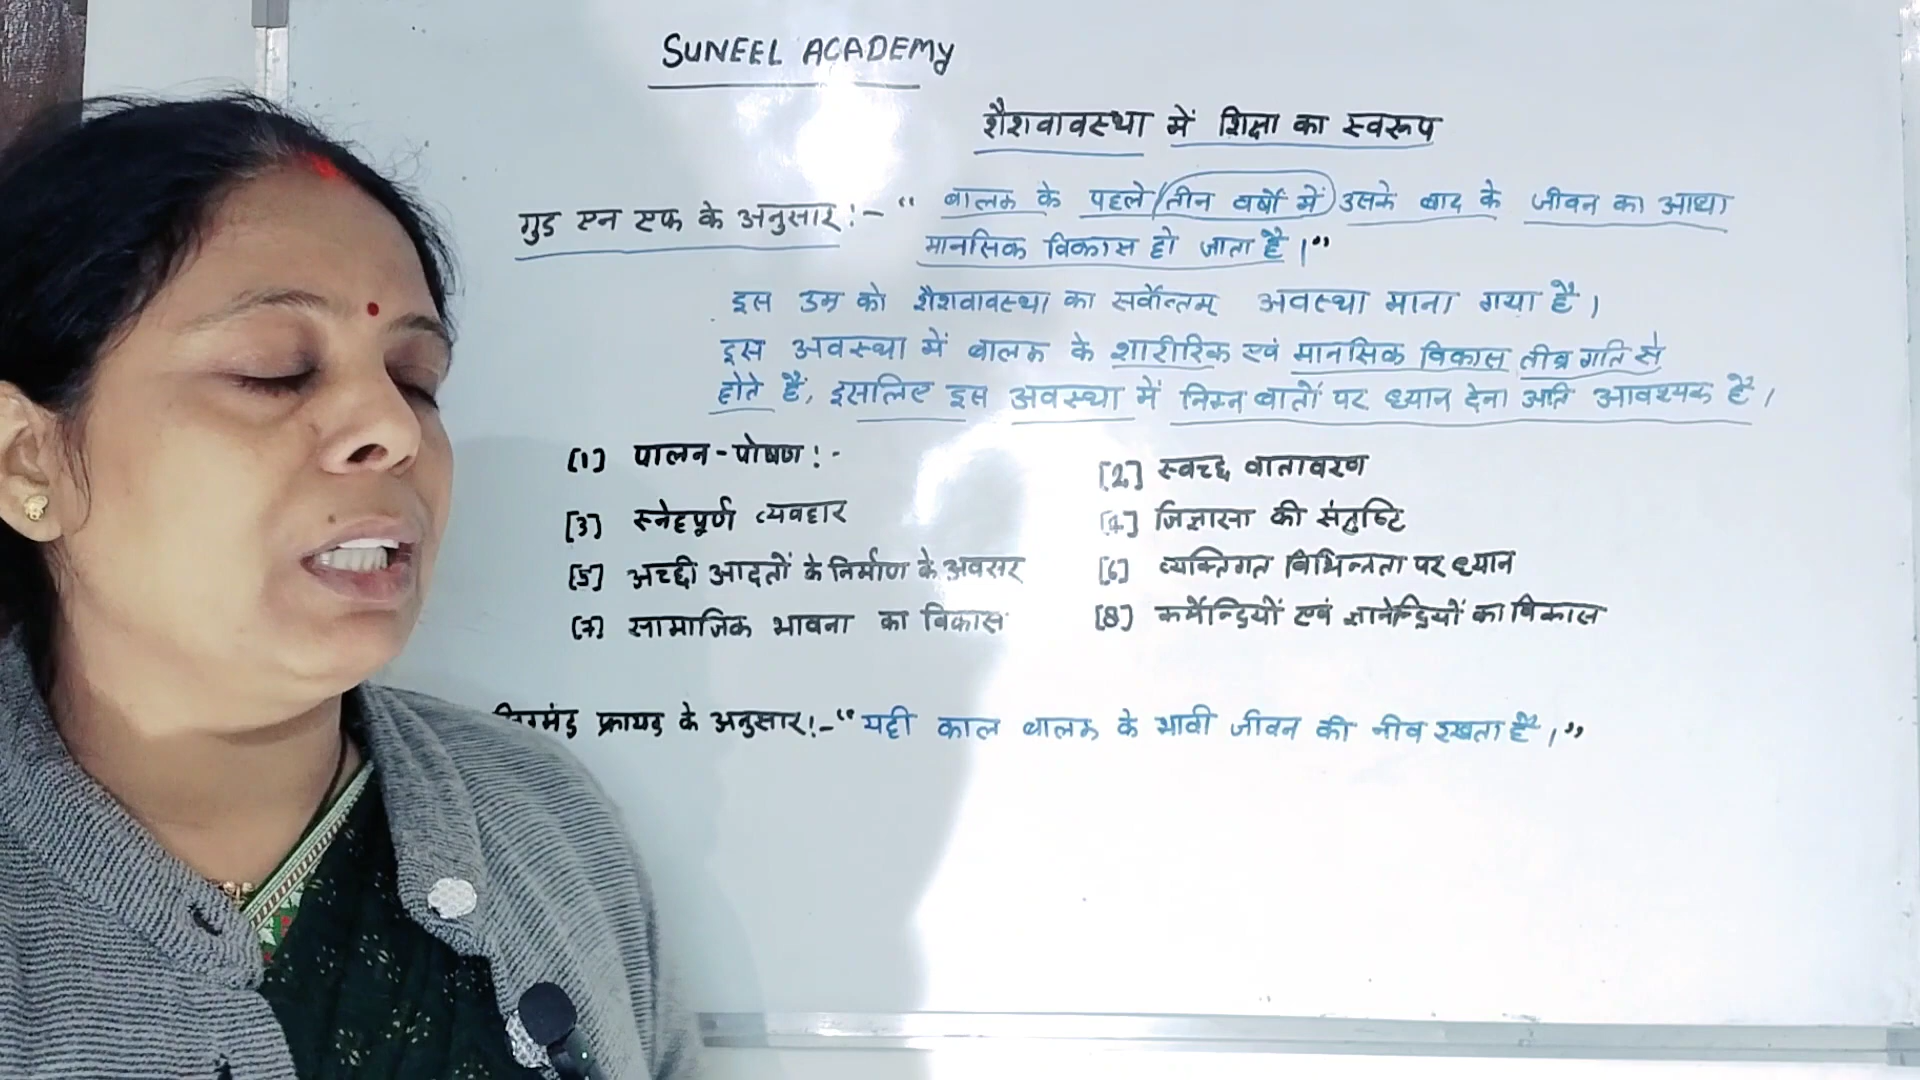 SUNEEL ACADEMY
शैशवावस्था में शिक्षा का स्वरूप
गुड एन एफ के अनुसार :- “ बालक के पहले तीन वर्षों में उसके बाद के जीवन का आधा
मानसिक विकास हो जाता है।”
इस उम्र को शैशवावस्था का सर्वोत्तम् अवस्था माना गया है।
इस अवस्था में बालक के शारीरिक एवं मानसिक विकास तीव्र गति से
होते हैं, इसलिए इस अवस्था में निम्न बातों पर ध्यान देना अति आवश्यक है।
[1] पालन-पोषण :-
[2] स्वच्छ वातावरण
[3] स्नेहपूर्ण व्यवहार
[4] जिज्ञासा की संतुष्टि
[5] अच्छी आदतों के निर्माण के अवसर
[6] व्यक्तिगत विभिन्नता पर ध्यान
[7] सामाजिक भावना का विकास
[8] कर्मेन्द्रियों एवं ज्ञानेन्द्रियों का विकास
फ्रायड के अनुसार :- “ यही काल बालक के भावी जीवन की नीव रखता है।”